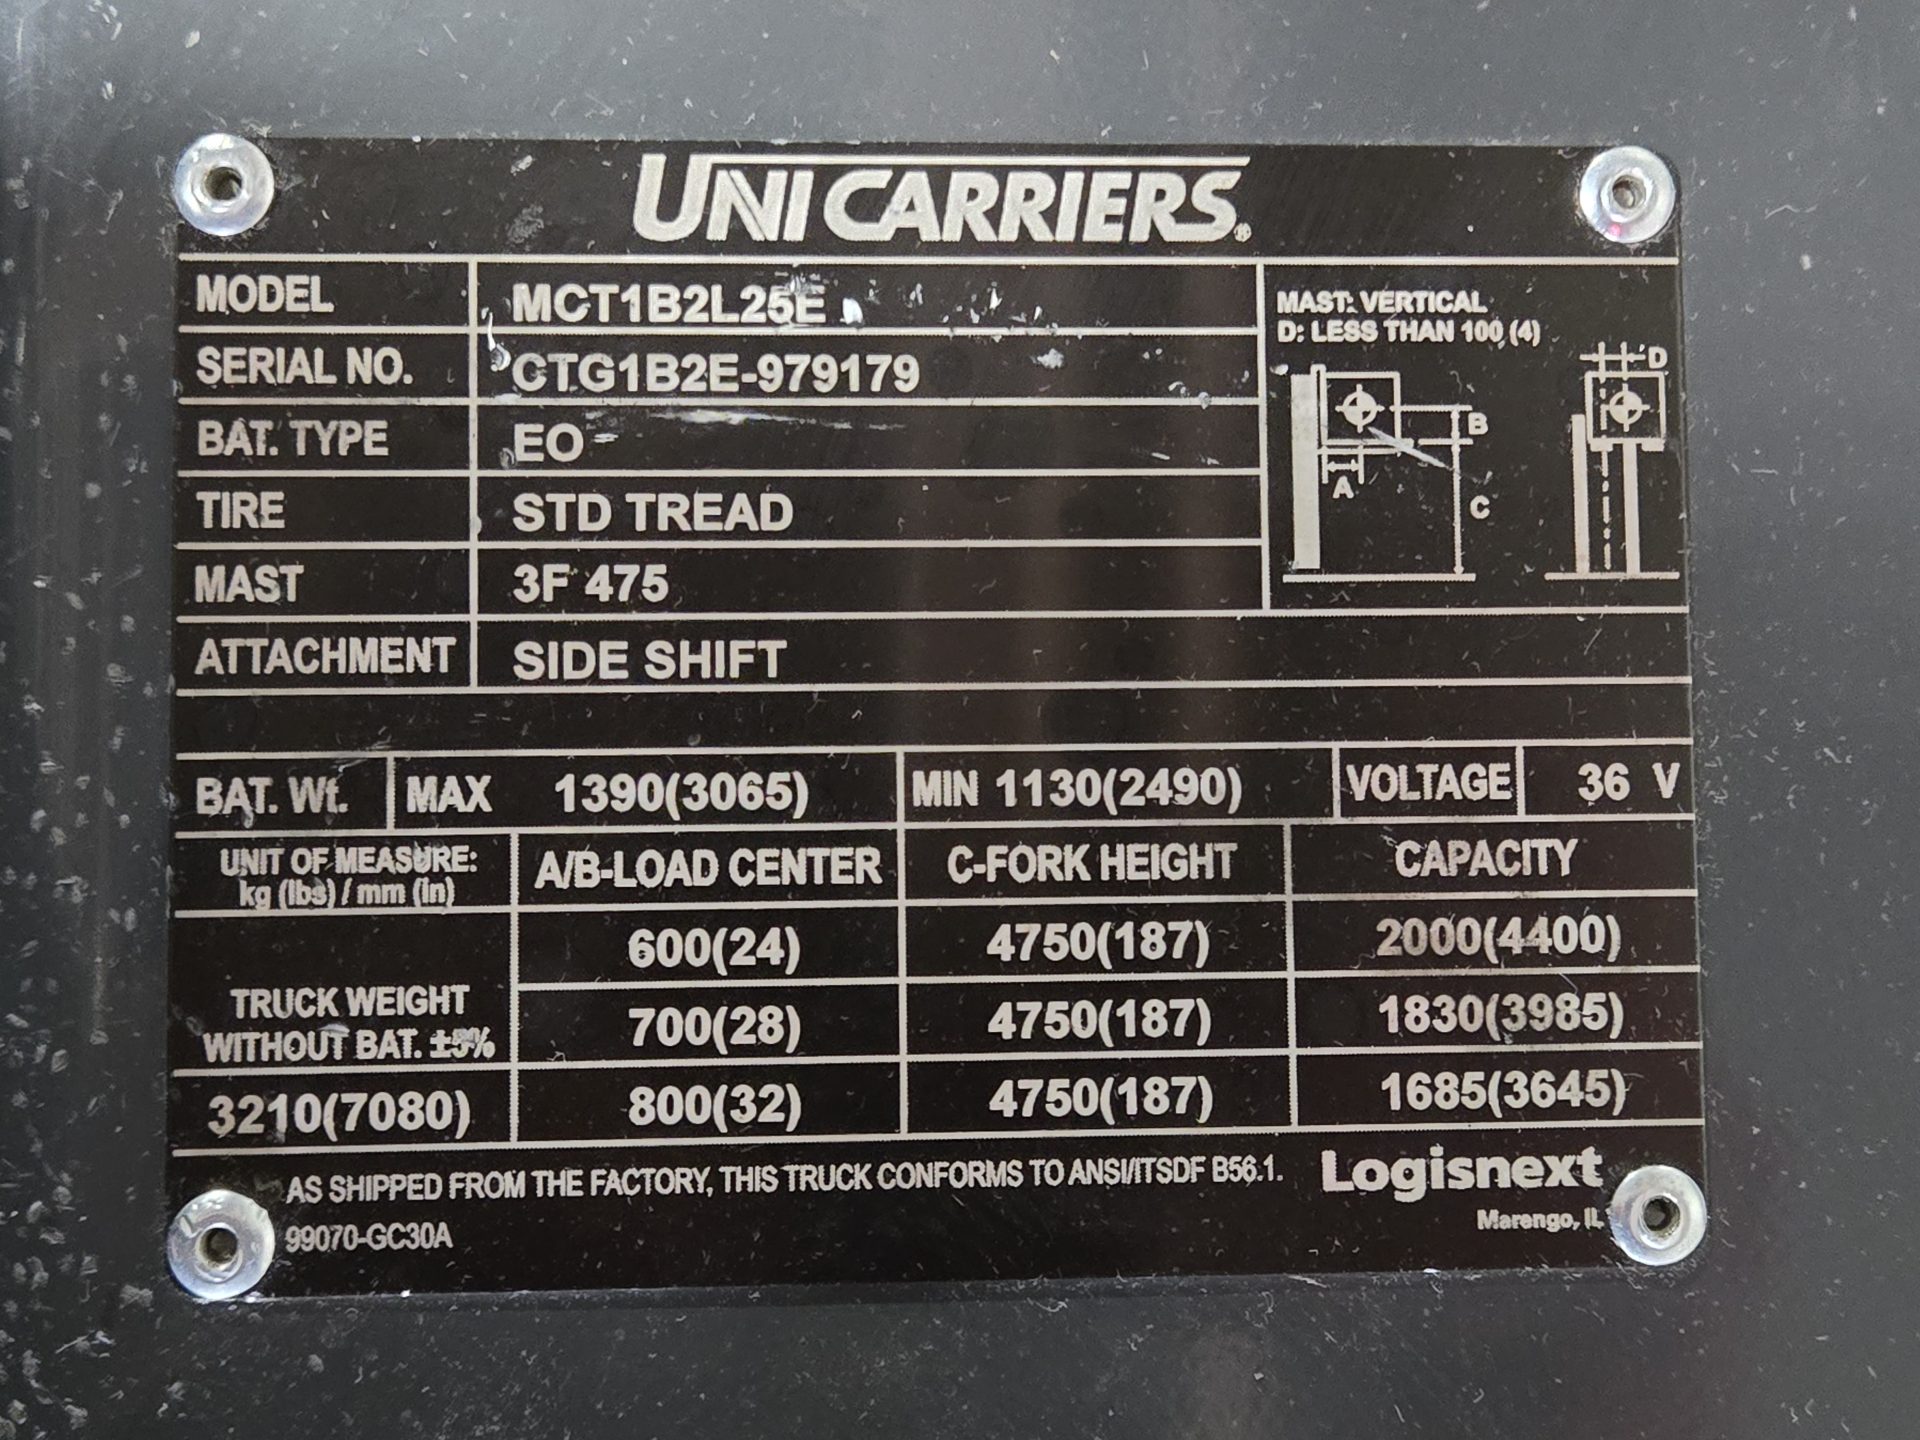 UNICARRIERS®
MODEL MCT1B2L25E
SERIAL NO. CTG1B2E-979179
BAT. TYPE EO
TIRE STD TREAD
MAST 3F 475
ATTACHMENT SIDE SHIFT
MAST: VERTICAL
D: LESS THAN 100 (4)
D
B
A
C
BAT. Wt. MAX 1390(3065) MIN 1130(2490) VOLTAGE 36 V
UNIT OF MEASURE:
kg (lbs) / mm (in)
A/B-LOAD CENTER C-FORK HEIGHT CAPACITY
600(24) 4750(187) 2000(4400)
TRUCK WEIGHT
WITHOUT BAT. ±5%
700(28) 4750(187) 1830(3985)
3210(7080) 800(32) 4750(187) 1685(3645)
AS SHIPPED FROM THE FACTORY, THIS TRUCK CONFORMS TO ANSI/ITSDF B56.1.
99070-GC30A
Logisnext
Marengo, IL